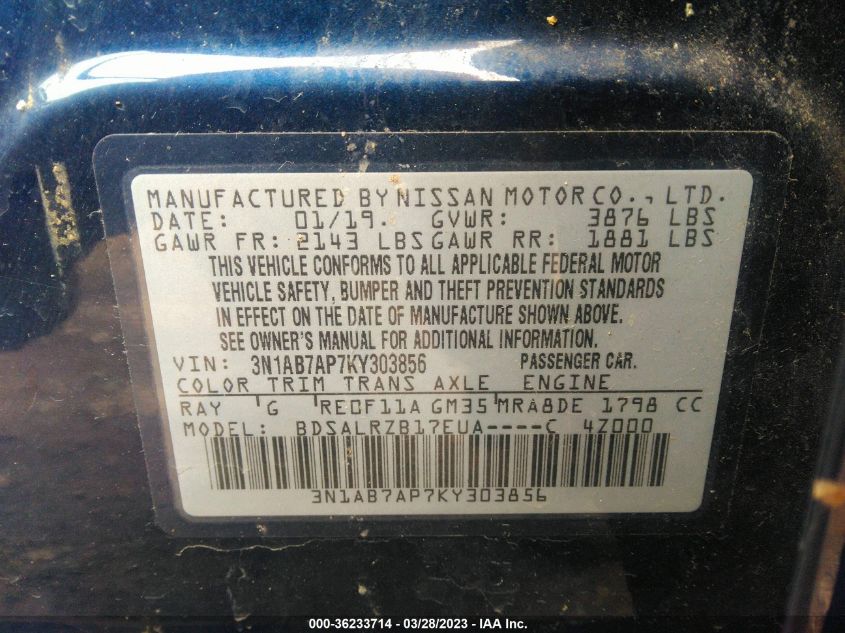 MANUFACTURED BY NISSAN MOTOR CO., LTD.
DATE: 01/19. GVWR: 3876 LBS
GAWR FR: 2143 LBS GAWR RR: 1881 LBS
THIS VEHICLE CONFORMS TO ALL APPLICABLE FEDERAL MOTOR
VEHICLE SAFETY, BUMPER AND THEFT PREVENTION STANDARDS
IN EFFECT ON THE DATE OF MANUFACTURE SHOWN ABOVE.
SEE OWNER'S MANUAL FOR ADDITIONAL INFORMATION.
VIN: 3N1AB7AP7KY303856 PASSENGER CAR.
COLOR TRIM TRANS AXLE ENGINE
RAY G RE0F11A GM35 MRA8DE 1798 CC
MODEL: BDSALRZB17EUA----C 4Z000
3N1AB7AP7KY303856
000-36233714 - 03/28/2023 - IAA Inc.